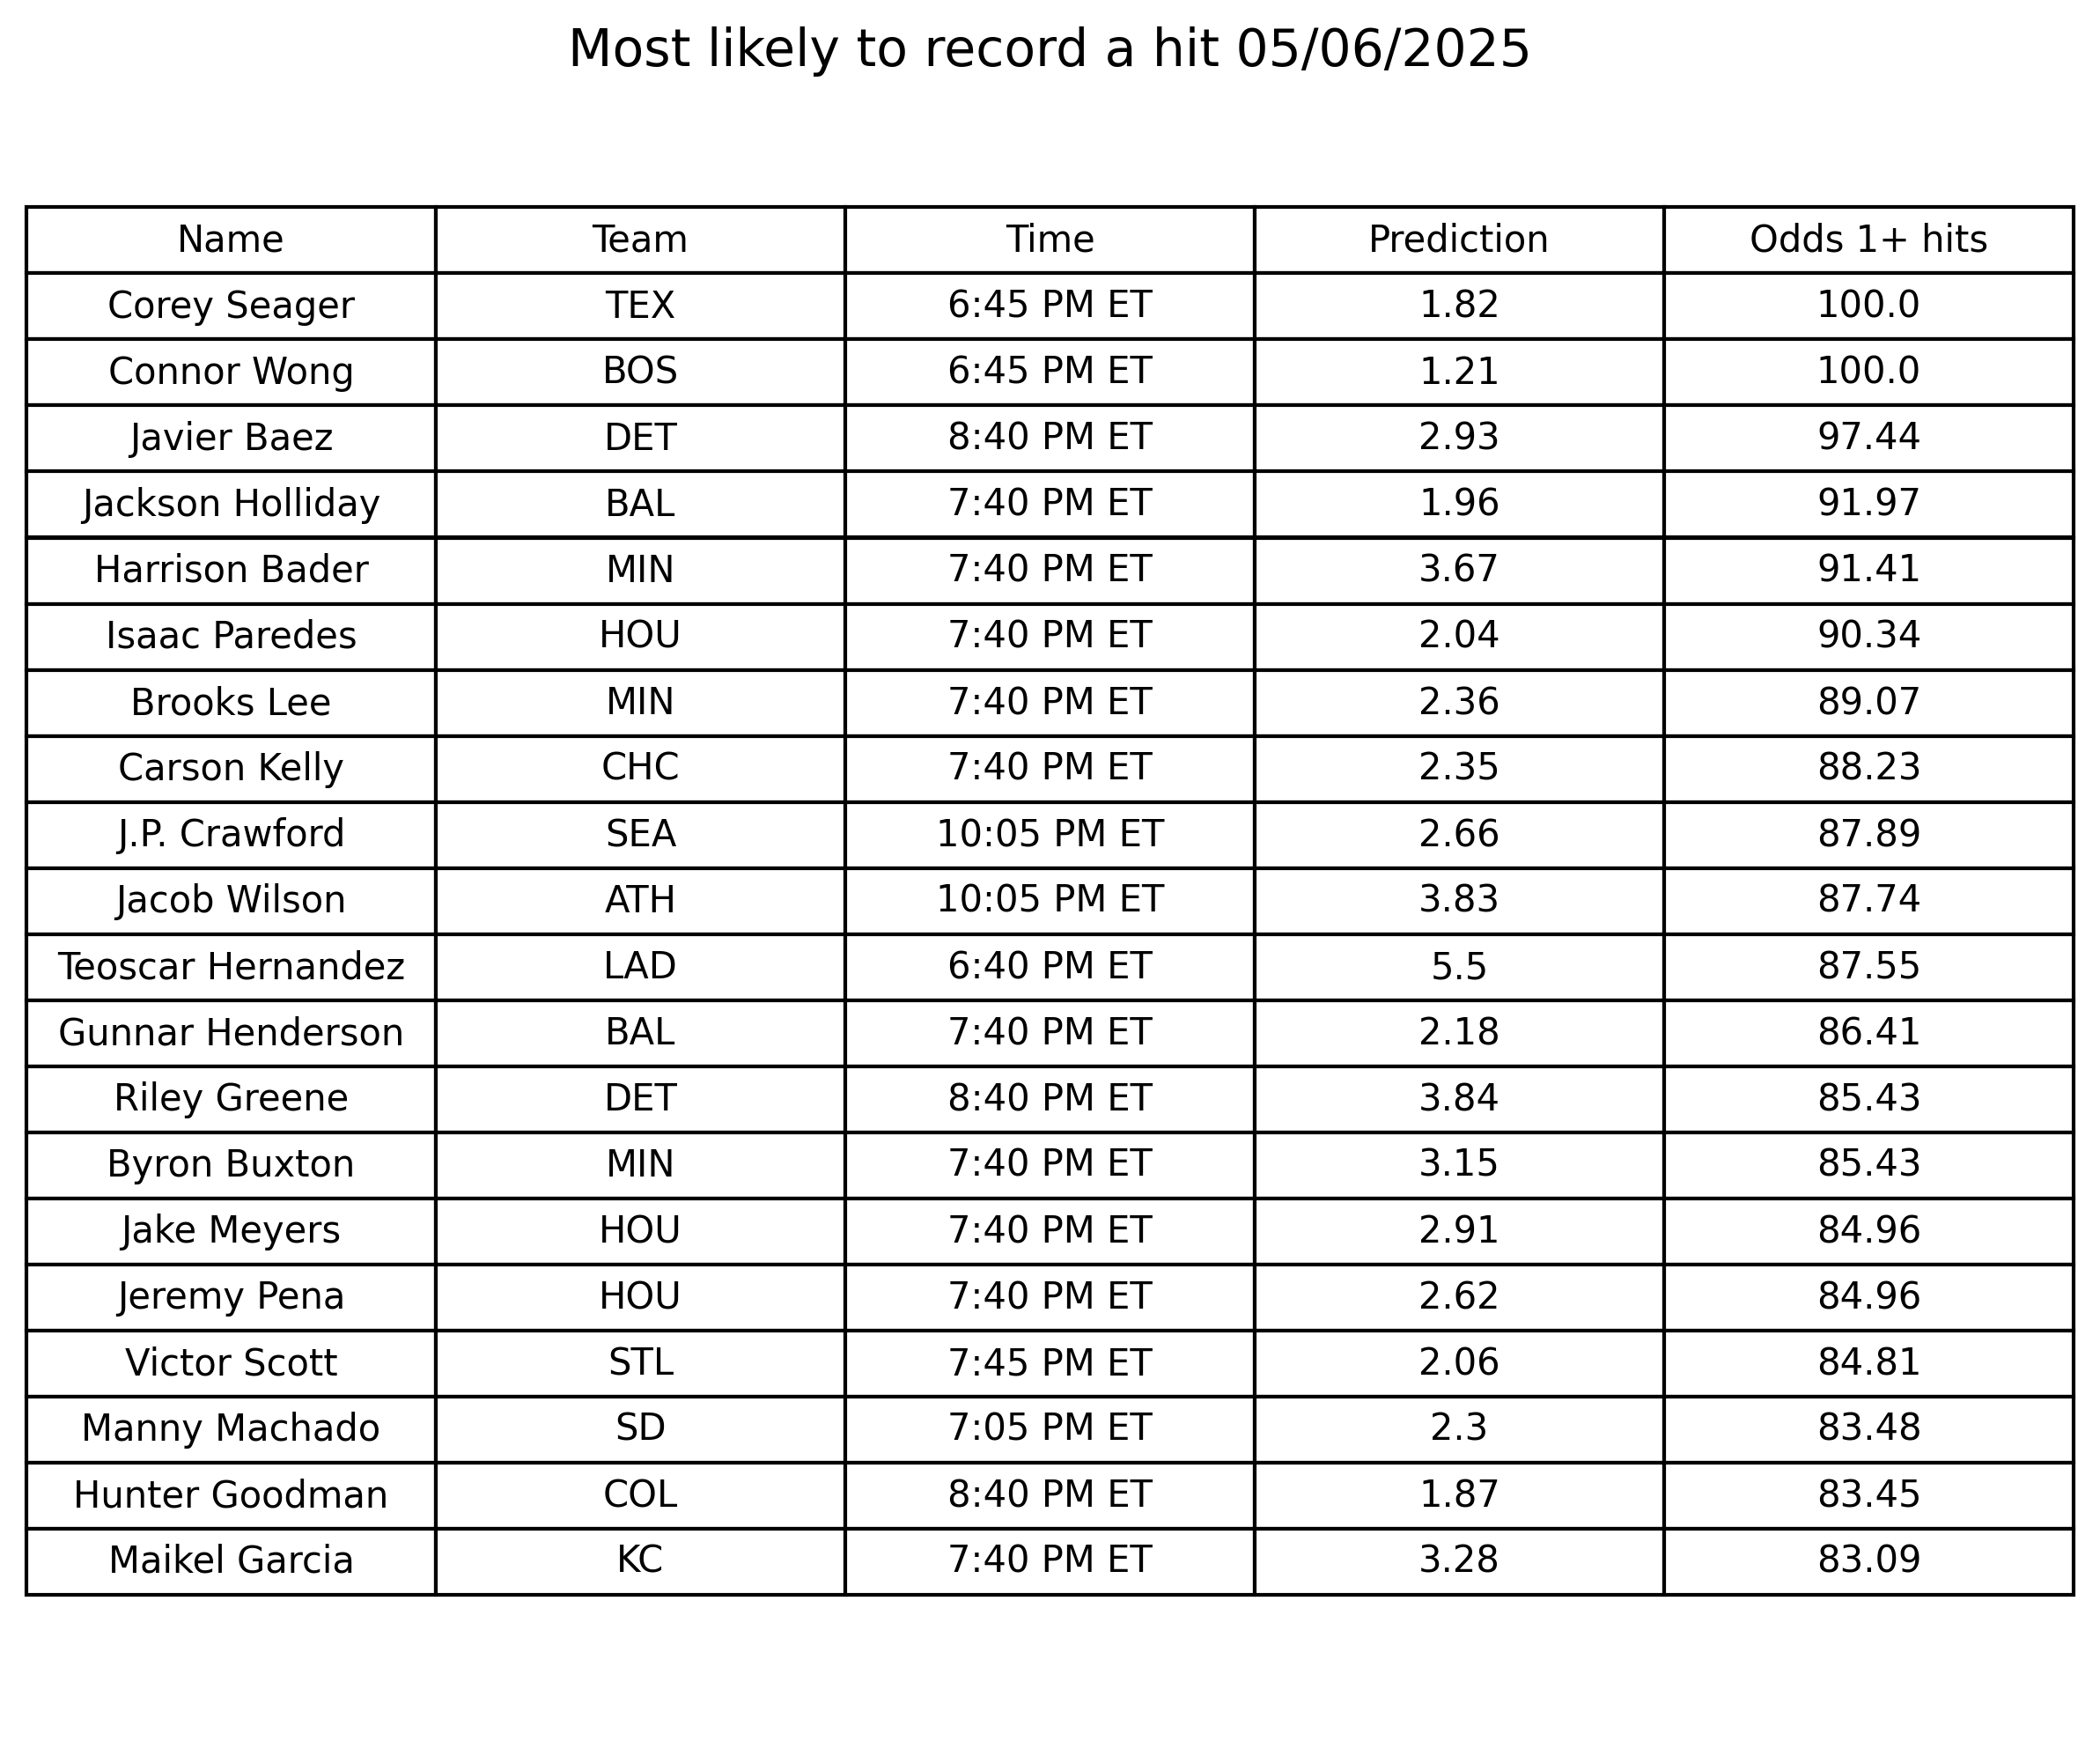 Most likely to record a hit 05/06/2025
Name Team Time Prediction Odds 1+ hits
Corey Seager TEX 6:45 PM ET 1.82 100.0
Connor Wong BOS 6:45 PM ET 1.21 100.0
Javier Baez DET 8:40 PM ET 2.93 97.44
Jackson Holliday BAL 7:40 PM ET 1.96 91.97
Harrison Bader MIN 7:40 PM ET 3.67 91.41
Isaac Paredes HOU 7:40 PM ET 2.04 90.34
Brooks Lee MIN 7:40 PM ET 2.36 89.07
Carson Kelly CHC 7:40 PM ET 2.35 88.23
J.P. Crawford SEA 10:05 PM ET 2.66 87.89
Jacob Wilson ATH 10:05 PM ET 3.83 87.74
Teoscar Hernandez LAD 6:40 PM ET 5.5 87.55
Gunnar Henderson BAL 7:40 PM ET 2.18 86.41
Riley Greene DET 8:40 PM ET 3.84 85.43
Byron Buxton MIN 7:40 PM ET 3.15 85.43
Jake Meyers HOU 7:40 PM ET 2.91 84.96
Jeremy Pena HOU 7:40 PM ET 2.62 84.96
Victor Scott STL 7:45 PM ET 2.06 84.81
Manny Machado SD 7:05 PM ET 2.3 83.48
Hunter Goodman COL 8:40 PM ET 1.87 83.45
Maikel Garcia KC 7:40 PM ET 3.28 83.09